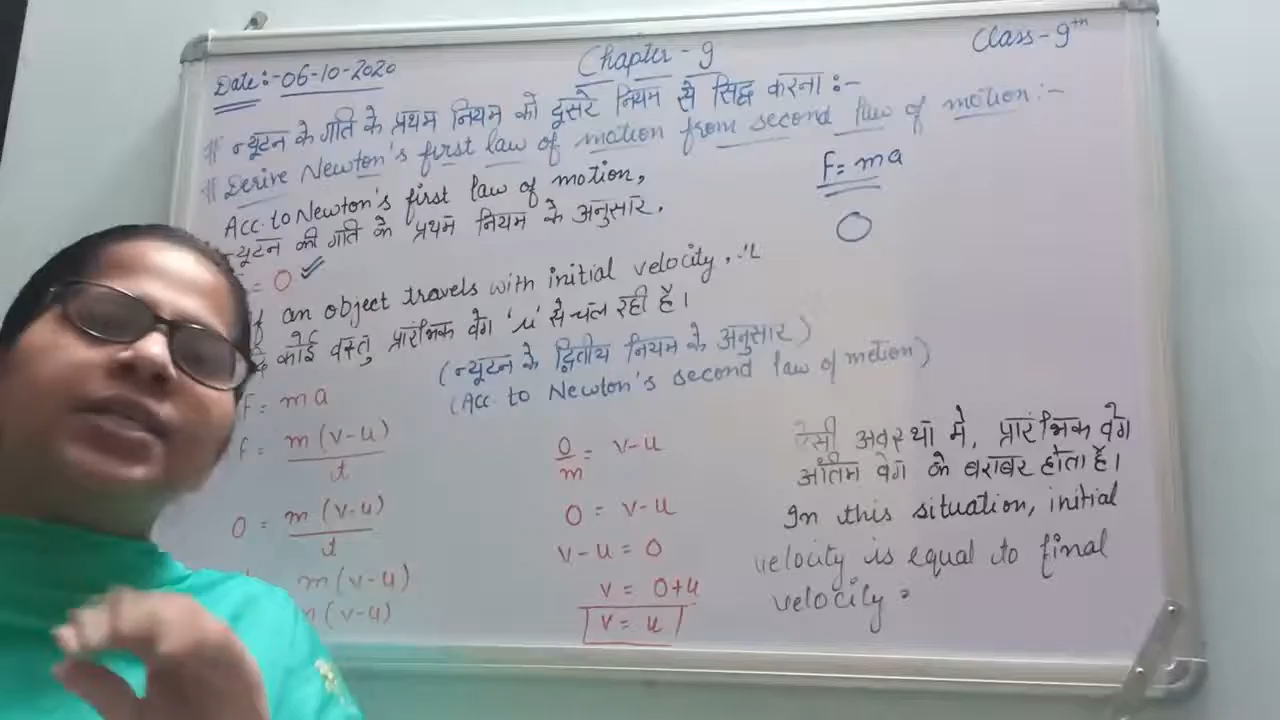 Date:-06-10-2020
Chapter - 9
Class-9th
# न्यूटन के गति के प्रथम नियम को दूसरे नियम से सिद्ध करना :-
# Derive Newton's first law of motion from second law of motion :-
Acc. to Newton's first law of motion,
न्यूटन की गति के प्रथम नियम के अनुसार,
= 0 ✓
F = ma
O
an object travels with initial velocity, 'u
कोई वस्तु प्रारंभिक वेग 'u' से चल रही है।
(न्यूटन के द्वितीय नियम के अनुसार)
(Acc. to Newton's second law of motion)
F = ma
F = m(v-u)
t
0 = m(v-u)
t
m(v-u)
(v-u)
0 = v-u
m
0 = v-u
v-u = 0
v = 0+u
v = u
अवस्था में, प्रारंभिक वेग
अंतिम वेग के बराबर होता है।
In this situation, initial
velocity is equal to final
velocity.